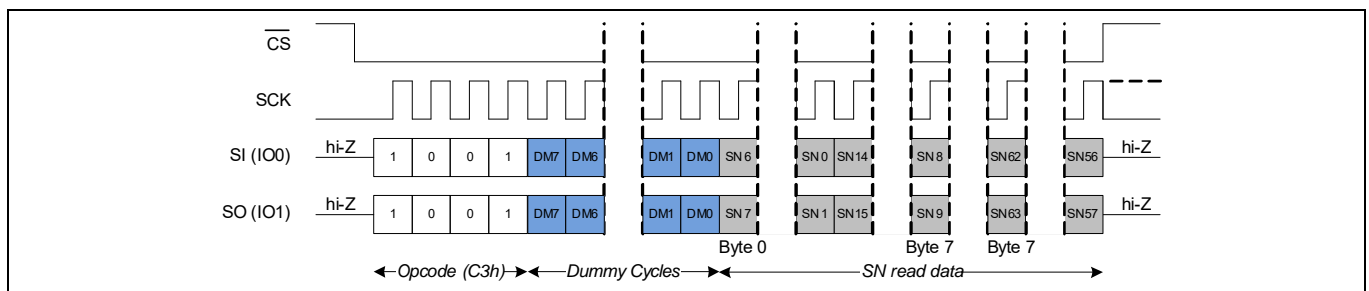 CS
SCK
SI (IO0) hi-Z 1 0 0 1 DM7 DM6 DM1 DM0 SN 6 SN 0 SN14 SN 8 SN62 SN56 hi-Z
SO (IO1) hi-Z 1 0 0 1 DM7 DM6 DM1 DM0 SN 7 SN 1 SN15 SN 9 SN63 SN57 hi-Z
Byte 0 Byte 7 Byte 7
Opcode (C3h) Dummy Cycles SN read data